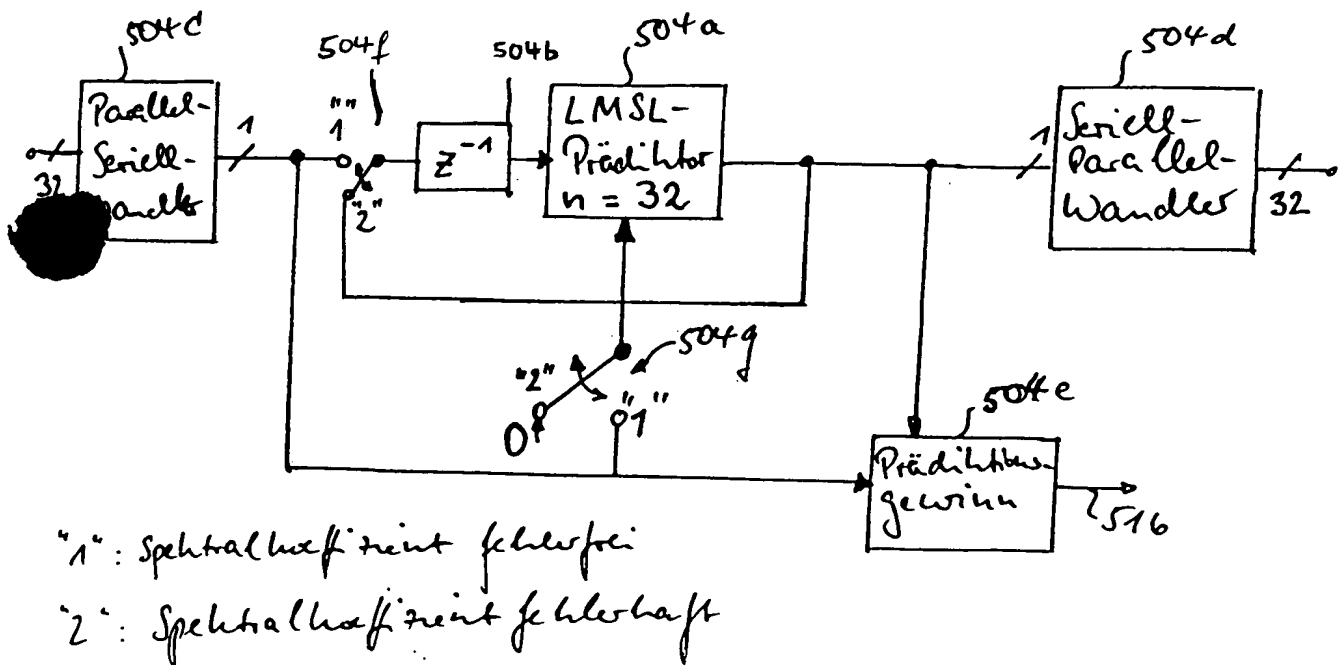 504c
504f
504b
504a
504d
Parallel-
Seriell-
32
1
"1"
"2"
z⁻¹
LMSL-
Prädiktor
n = 32
1
Seriell-
Parallel-
Wandler
32
504g
"2"
"1"
0
504e
Prädiktions-
gewinn
516
"1": Spektralkoeffizient fehlerfrei
"2": Spektralkoeffizient fehlerhaft